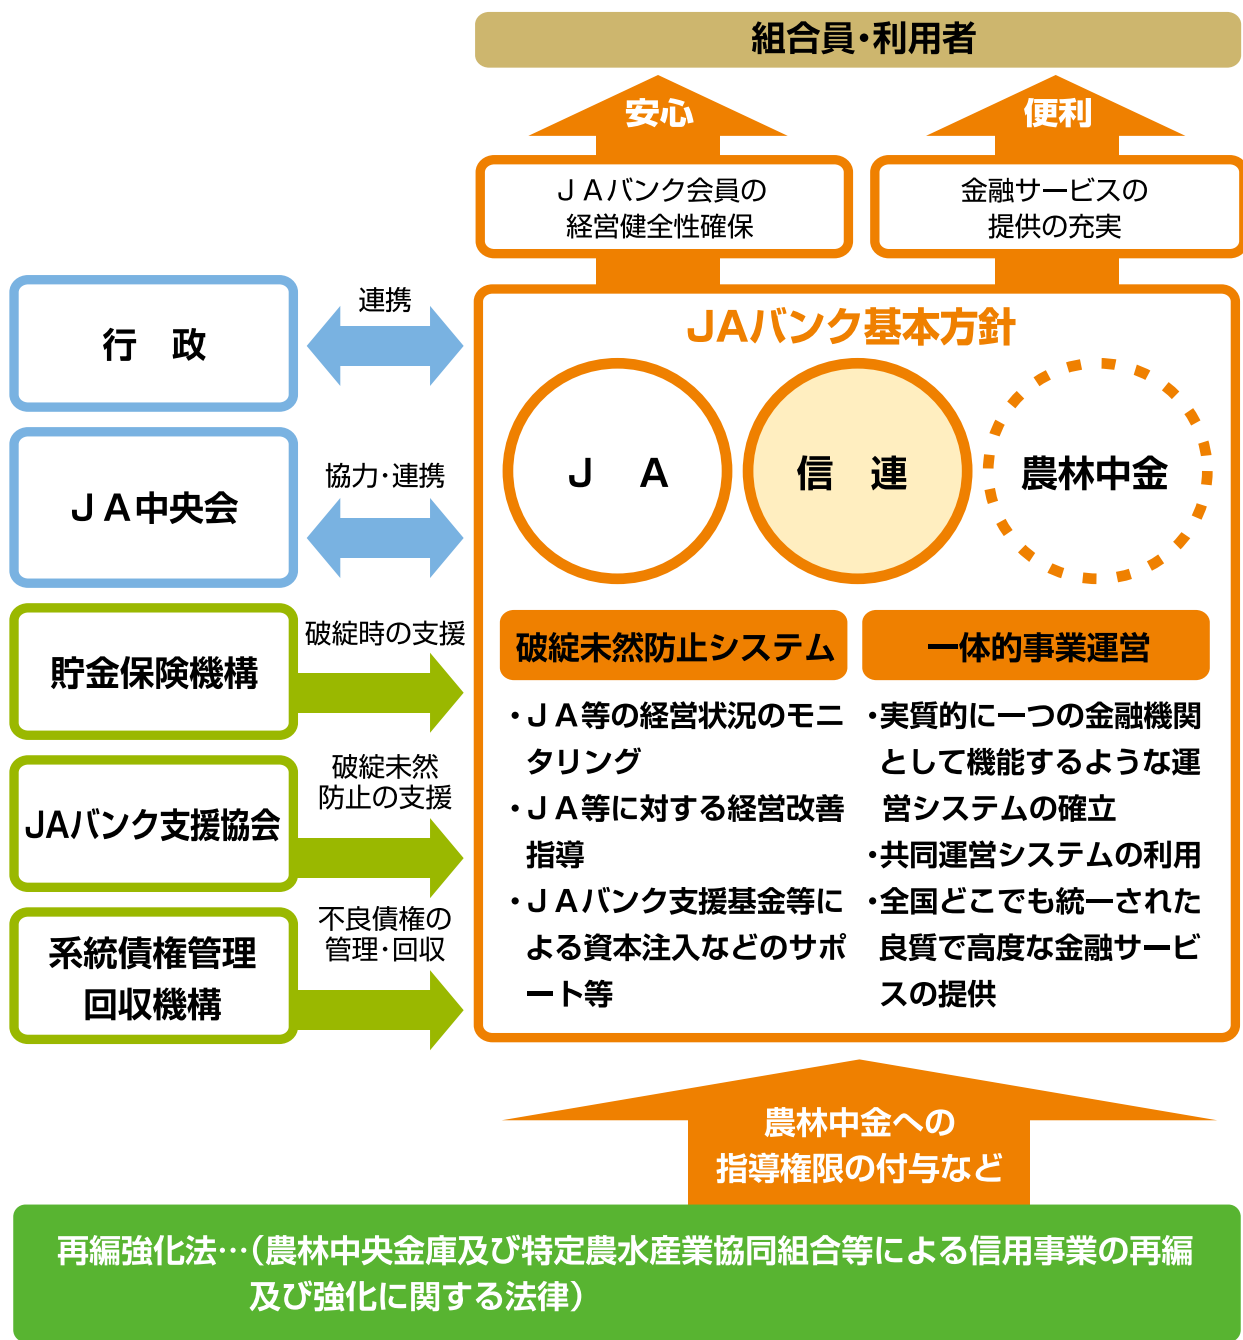 組合員・利用者
安心
便利
ＪＡバンク会員の
経営健全性確保
金融サービスの
提供の充実
行　政
連携
ＪＡ中央会
協力・連携
貯金保険機構
破綻時の支援
JAバンク支援協会
破綻未然
防止の支援
系統債権管理
回収機構
不良債権の
管理・回収
JAバンク基本方針
Ｊ　Ａ
信　連
農林中金
破綻未然防止システム
・ＪＡ等の経営状況のモニ
タリング
・ＪＡ等に対する経営改善
指導
・ＪＡバンク支援基金等に
よる資本注入などのサポ
ート等
一体的事業運営
・実質的に一つの金融機関
として機能するような運
営システムの確立
・共同運営システムの利用
・全国どこでも統一された
良質で高度な金融サービ
スの提供
農林中金への
指導権限の付与など
再編強化法…（農林中央金庫及び特定農水産業協同組合等による信用事業の再編
及び強化に関する法律）